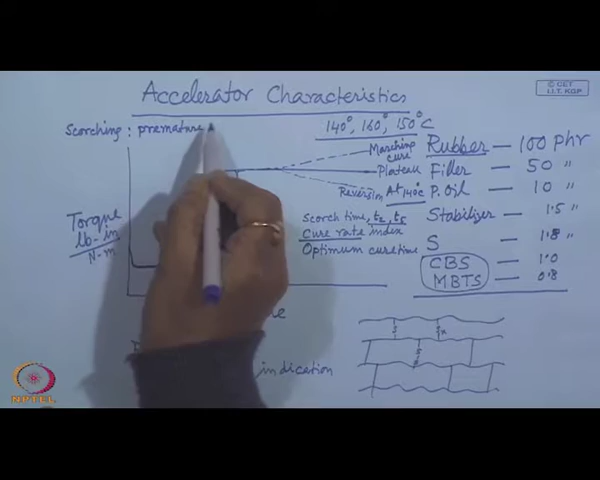 Accelerator Characteristics
© CET
I.I.T. KGP
Scorching : premature
140°, 160°, 150°C
Marching cure
Plateau
Reversion At 140c
Torque
lb-in
N-m
Scorch time, t2, t5
Cure rate index
Optimum cure time
Rubber — 100 Phr
Filler — 50 "
P. Oil — 10 "
Stabilizer — 1.5 "
S — 1.8 "
CBS — 1.0
MBTS — 0.8
indication
S
S
Sx
NPTEL